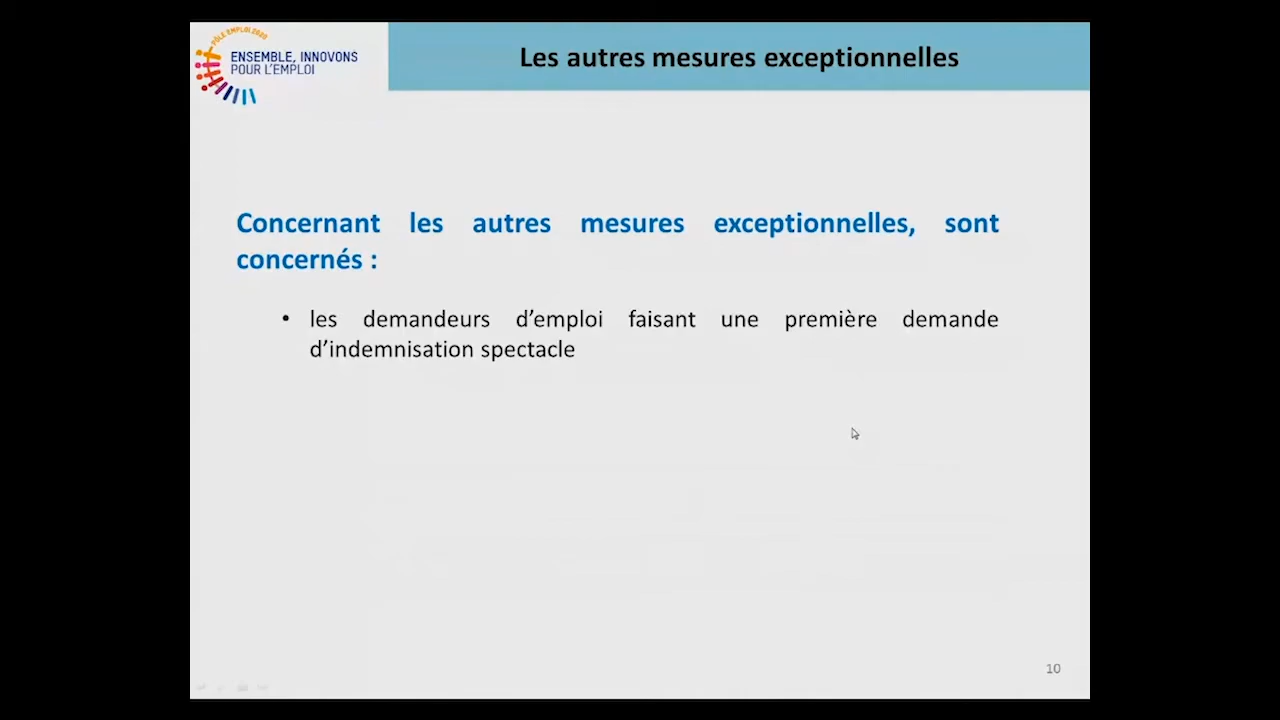 PÔLE EMPLOI 2020
ENSEMBLE, INNOVONS
POUR L'EMPLOI
Les autres mesures exceptionnelles
Concernant les autres mesures exceptionnelles, sont
concernés :
• les demandeurs d’emploi faisant une première demande
d’indemnisation spectacle
10